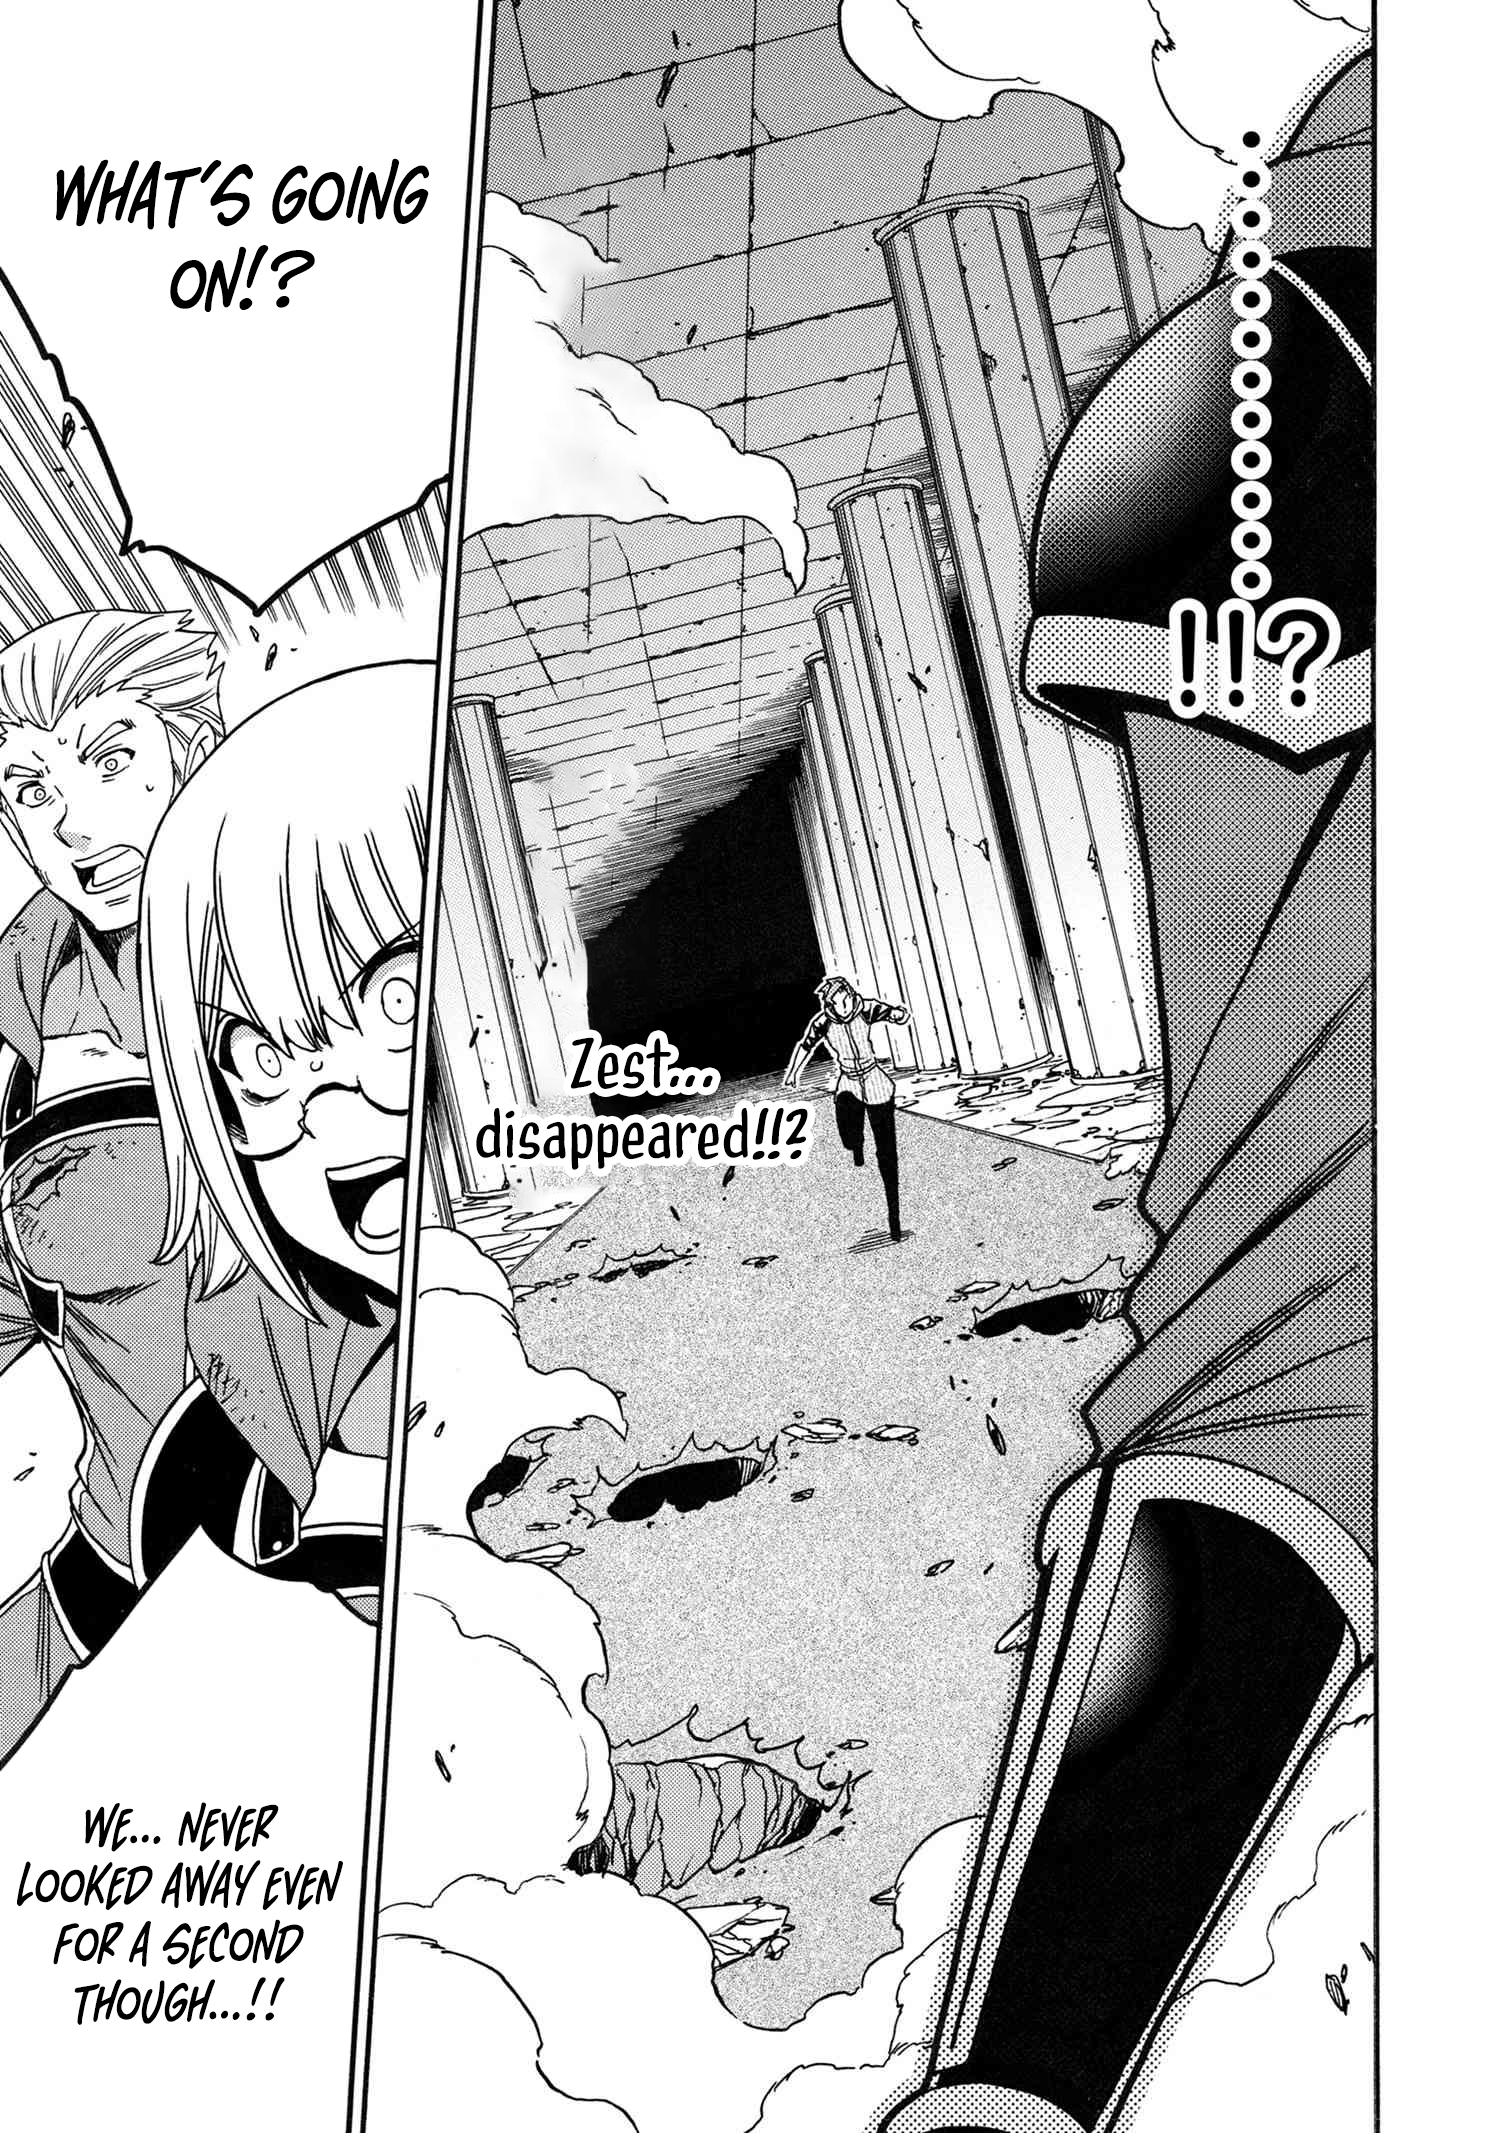 ............
!!?
Zest...
disappeared!!?
WHAT'S GOING
ON!?
WE... NEVER
LOOKED AWAY EVEN
FOR A SECOND
THOUGH...!!